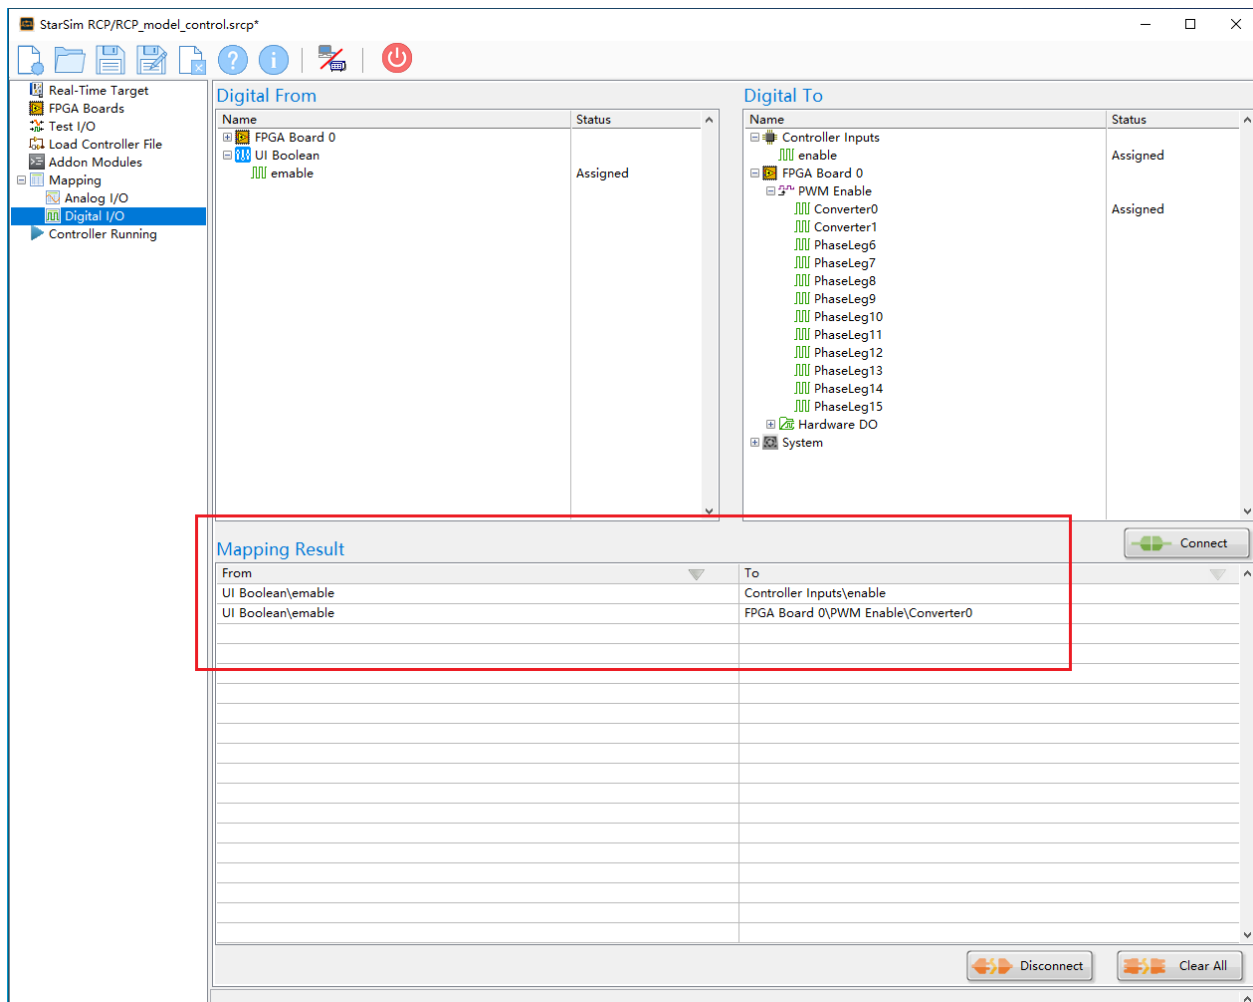 StarSim RCP/RCP_model_control.srcp*
Real-Time Target
FPGA Boards
Test I/O
Load Controller File
Addon Modules
Mapping
Analog I/O
Digital I/O
Controller Running
Digital From
Name Status
FPGA Board 0
UI Boolean
emable Assigned
Digital To
Name Status
Controller Inputs
enable Assigned
FPGA Board 0
PWM Enable
Converter0 Assigned
Converter1
PhaseLeg6
PhaseLeg7
PhaseLeg8
PhaseLeg9
PhaseLeg10
PhaseLeg11
PhaseLeg12
PhaseLeg13
PhaseLeg14
PhaseLeg15
Hardware DO
System
Connect
Mapping Result
From To
UI Boolean\emable Controller Inputs\enable
UI Boolean\emable FPGA Board 0\PWM Enable\Converter0
Disconnect Clear All